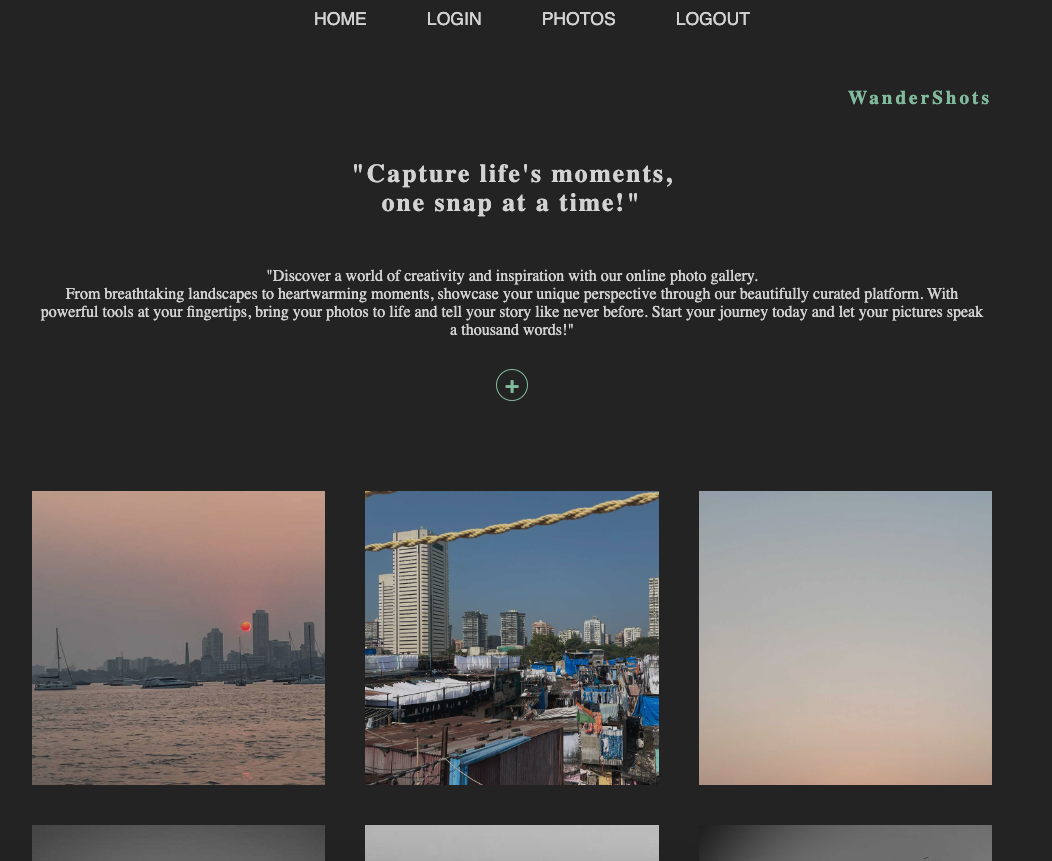 HOME LOGIN PHOTOS LOGOUT
WanderShots
"Capture life's moments,
one snap at a time!"
"Discover a world of creativity and inspiration with our online photo gallery.
From breathtaking landscapes to heartwarming moments, showcase your unique perspective through our beautifully curated platform. With
powerful tools at your fingertips, bring your photos to life and tell your story like never before. Start your journey today and let your pictures speak
a thousand words!"
+